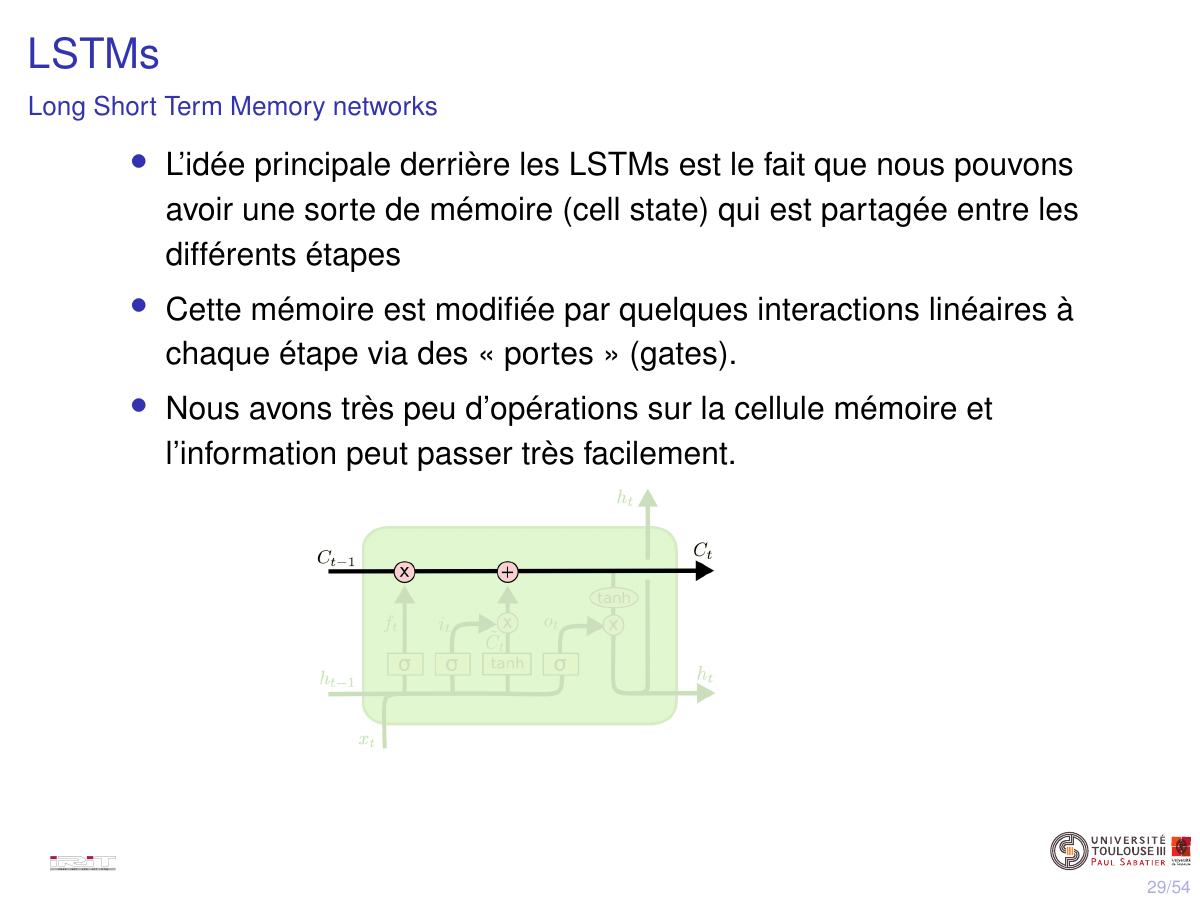 LSTMs
Long Short Term Memory networks
• L'idée principale derrière les LSTMs est le fait que nous pouvons
avoir une sorte de mémoire (cell state) qui est partagée entre les
différents étapes
• Cette mémoire est modifiée par quelques interactions linéaires à
chaque étape via des « portes » (gates).
• Nous avons très peu d'opérations sur la cellule mémoire et
l'information peut passer très facilement.
h_t
C_{t−1} x + C_t
tanh
f_t i_t x o_t x
C̃_t
σ σ tanh σ
h_{t−1} h_t
x_t
IRIT
UNIVERSITÉ
TOULOUSE III
PAUL SABATIER
29/54